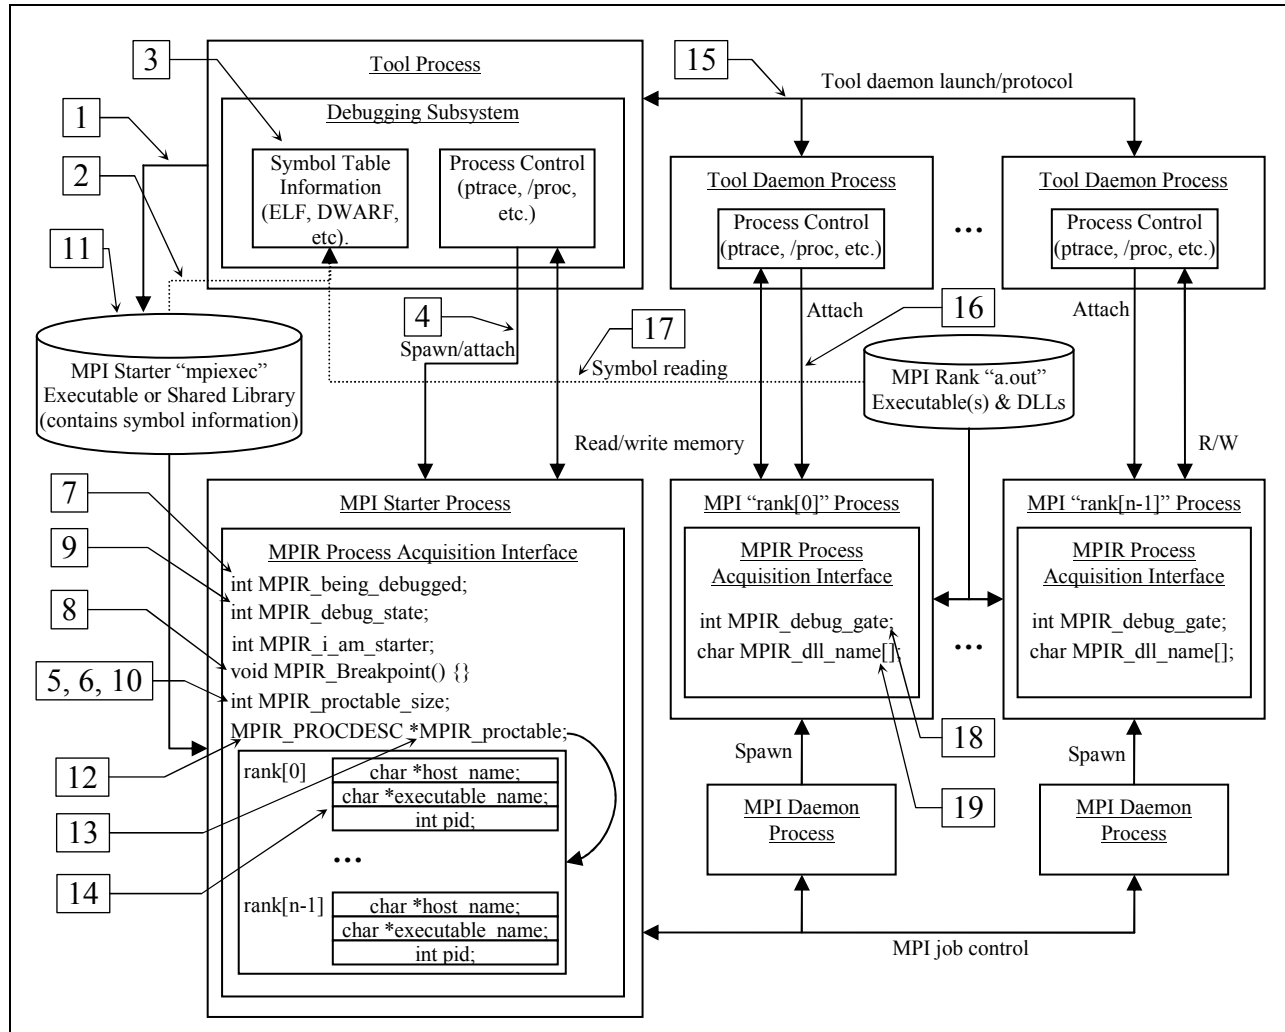 3
Tool Process
15
Tool daemon launch/protocol
1
Debugging Subsystem
2
Symbol Table
Information
(ELF, DWARF,
etc).
Process Control
(ptrace, /proc,
etc.)
Tool Daemon Process
Process Control
(ptrace, /proc, etc.)
...
Tool Daemon Process
Process Control
(ptrace, /proc, etc.)
11
4
Spawn/attach
17
Symbol reading
Attach
16
Attach
MPI Starter “mpiexec”
Executable or Shared Library
(contains symbol information)
MPI Rank “a.out”
Executable(s) & DLLs
Read/write memory
R/W
7
9
8
5, 6, 10
12
13
14
MPI Starter Process
MPIR Process Acquisition Interface
int MPIR_being_debugged;
int MPIR_debug_state;
int MPIR_i_am_starter;
void MPIR_Breakpoint() {}
int MPIR_proctable_size;
MPIR_PROCDESC *MPIR_proctable;
rank[0]
char *host_name;
char *executable_name;
int pid;
...
rank[n-1]
char *host_name;
char *executable_name;
int pid;
MPI “rank[0]” Process
MPIR Process
Acquisition Interface
int MPIR_debug_gate;
char MPIR_dll_name[];
...
MPI “rank[n-1]” Process
MPIR Process
Acquisition Interface
int MPIR_debug_gate;
char MPIR_dll_name[];
Spawn
18
Spawn
19
MPI Daemon
Process
MPI Daemon
Process
MPI job control